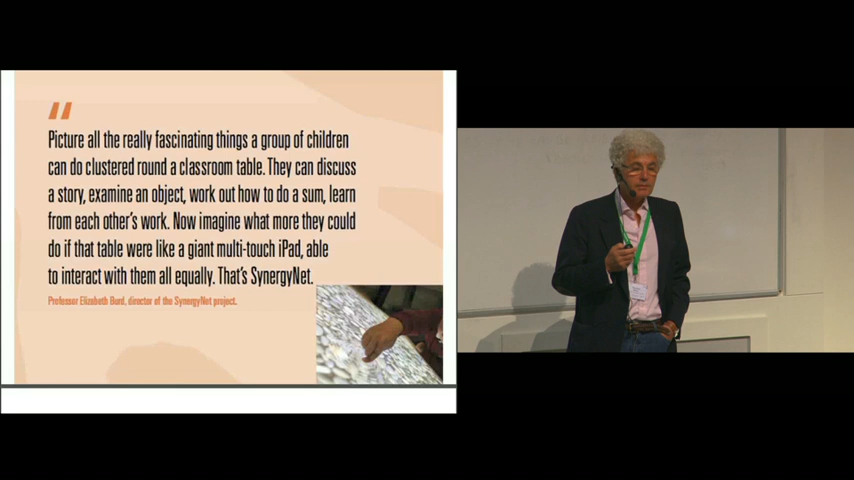 "
Picture all the really fascinating things a group of children
can do clustered round a classroom table. They can discuss
a story, examine an object, work out how to do a sum, learn
from each other's work. Now imagine what more they could
do if that table were like a giant multi-touch iPad, able
to interact with them all equally. That's SynergyNet.
Professor Elizabeth Burd, director of the SynergyNet project.